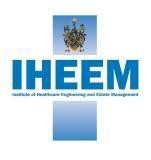 IHEEM
Institute of Healthcare Engineering and Estate Management